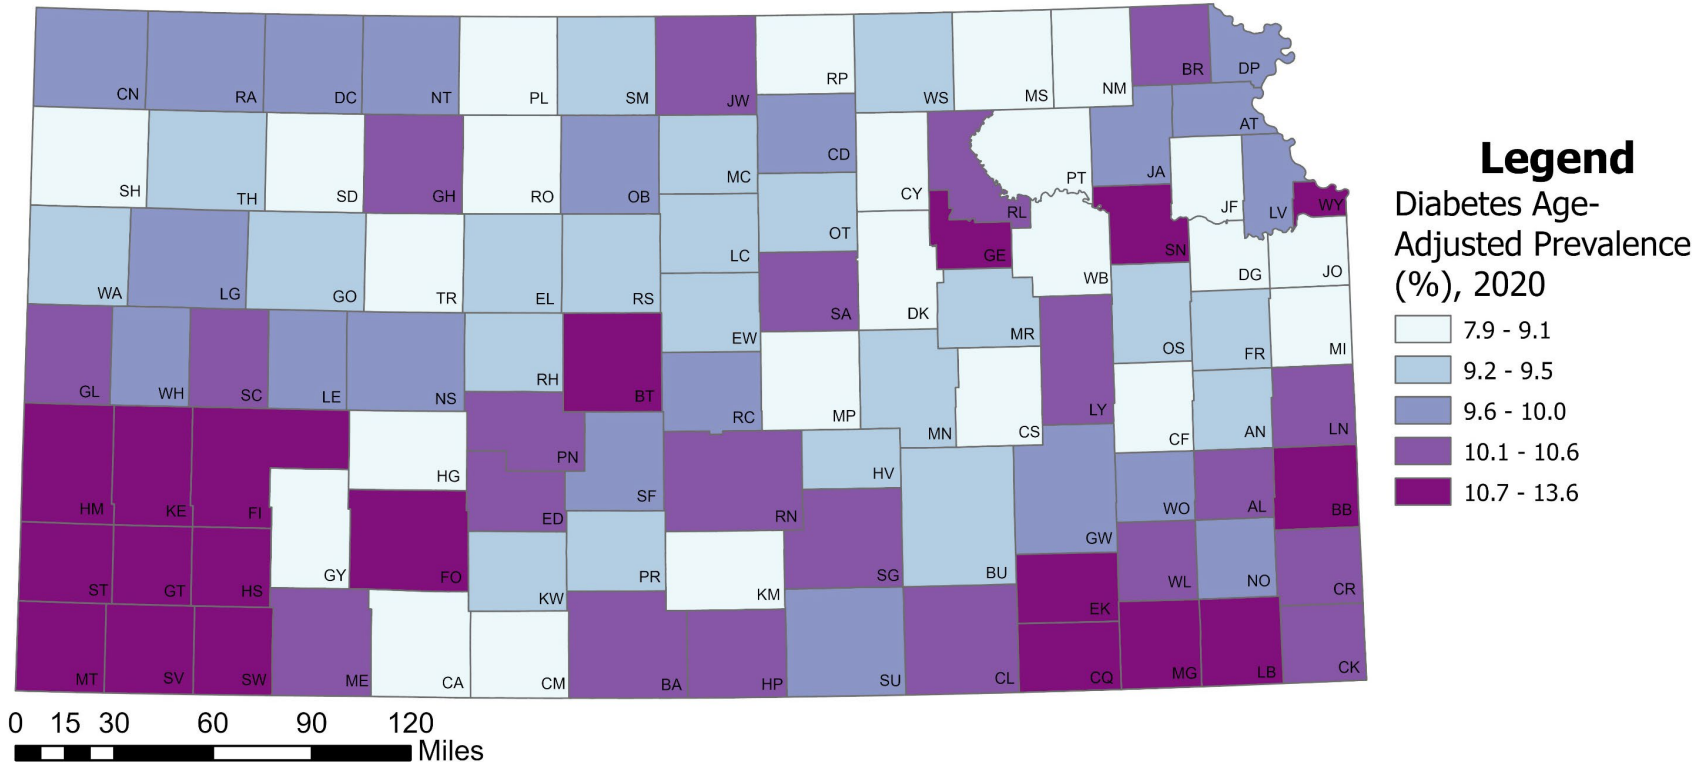 CN RA DC NT PL SM JW RP WS MS NM BR DP
SH TH SD GH RO OB MC CD CY RL PT JA AT JF LV WY
WA LG GO TR EL RS LC OT DK GE WB SN DG JO
GL WH SC LE NS RH BT EW SA MR LY OS FR MI
HM KE FI HG PN SF RC MP MN CS CF AN LN
ST GT HS GY FO ED KW PR RN HV KM SG BU GW WO AL BB
MT SV SW ME CA CM BA HP SU CL EK CQ WL NO CR MG LB CK
Legend
Diabetes Age-
Adjusted Prevalence
(%), 2020
7.9 - 9.1
9.2 - 9.5
9.6 - 10.0
10.1 - 10.6
10.7 - 13.6
0 15 30 60 90 120
Miles